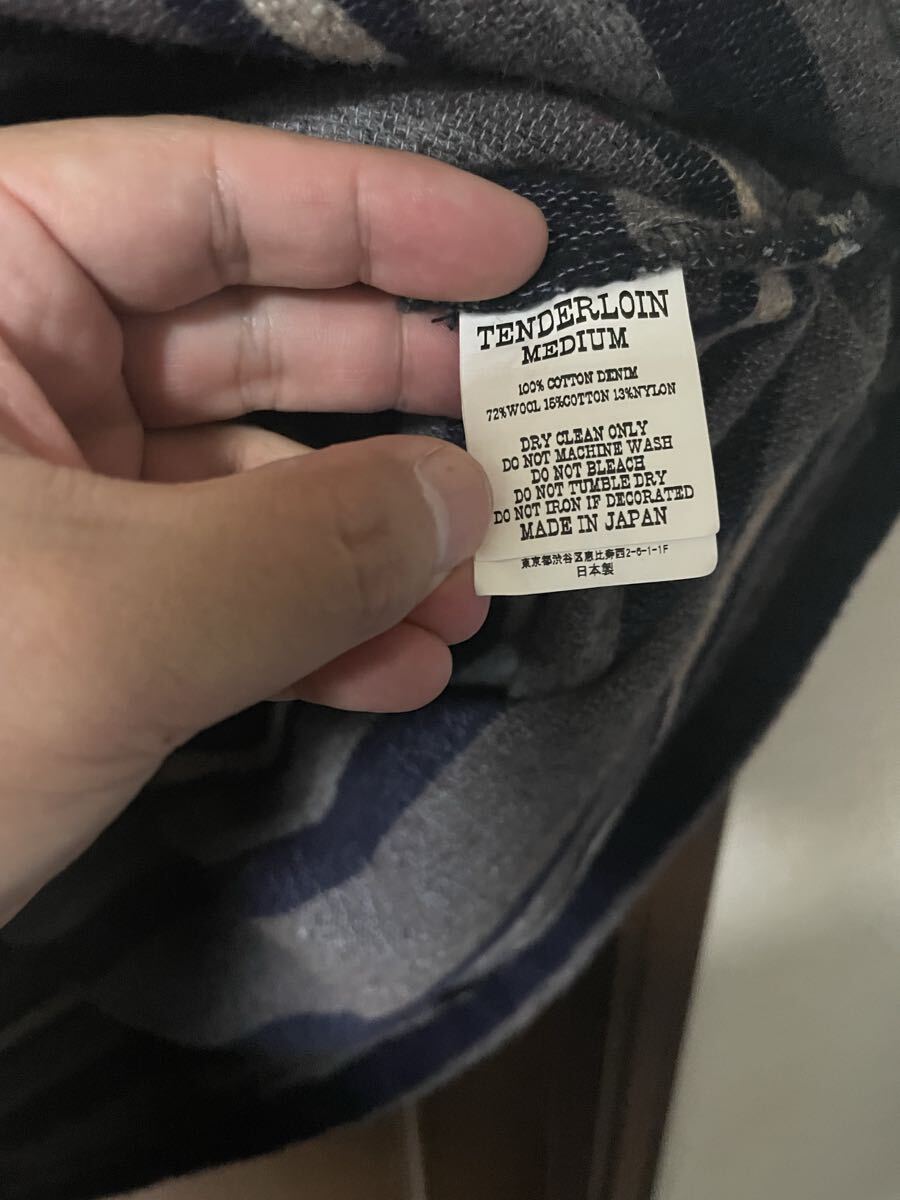 TENDERLOIN
MEDIUM
100% COTTON DENIM
72%WOOL 15%COTTON 13%NYLON
DRY CLEAN ONLY
DO NOT MACHINE WASH
DO NOT BLEACH
DO NOT TUMBLE DRY
DO NOT IRON IF DECORATED
MADE IN JAPAN
東京都渋谷区恵比寿西2-6-1-1F
日本製